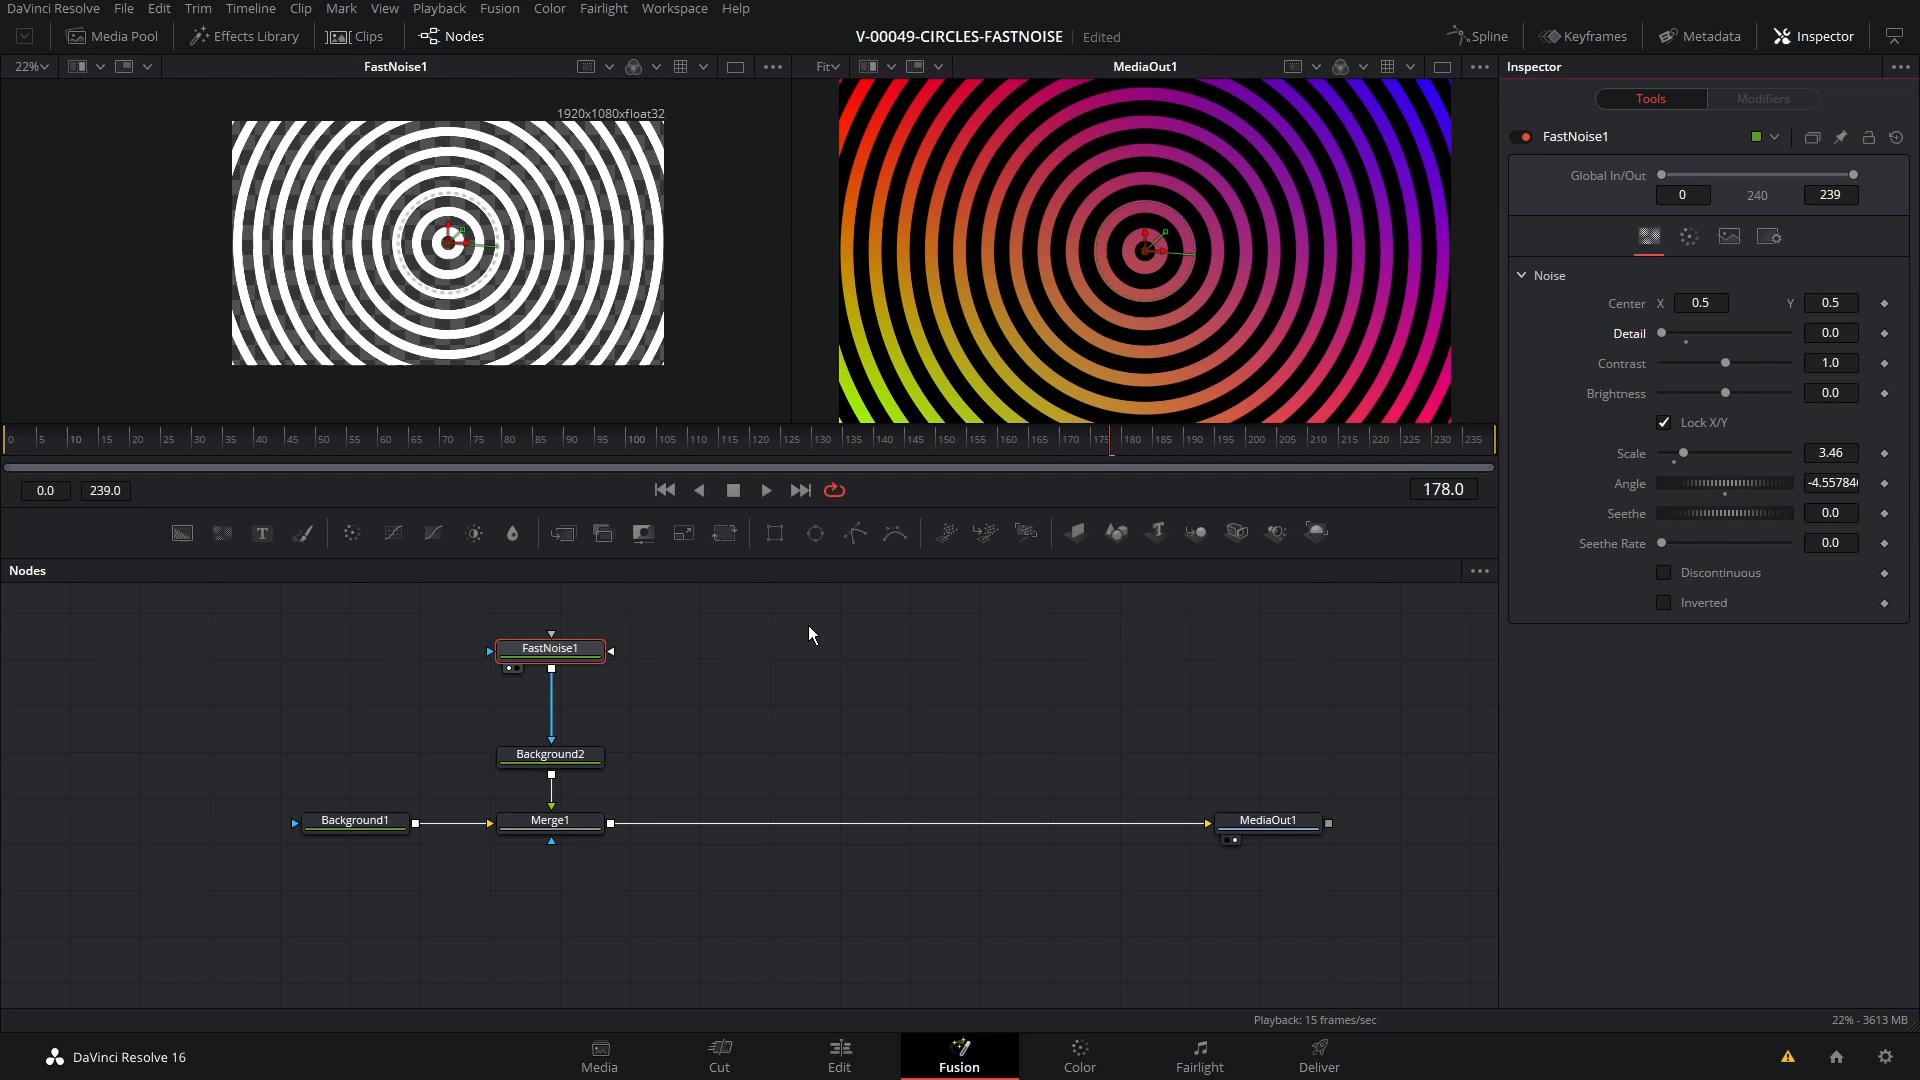 DaVinci Resolve File Edit Trim Timeline Clip Mark View Playback Fusion Color Fairlight Workspace Help
Media Pool Effects Library Clips Nodes V-00049-CIRCLES-FASTNOISE Edited Spline Keyframes Metadata Inspector
22% FastNoise1 Fit MediaOut1 Inspector
Tools Modifiers
1920x1080xfloat32
FastNoise1
Global In/Out
0 240 239
Noise
Center X 0.5 Y 0.5
Detail 0.0
Contrast 1.0
Brightness 0.0
Lock X/Y
Scale 3.46
Angle -4.55784
Seethe 0.0
Seethe Rate 0.0
Discontinuous
Inverted
0 5 10 15 20 25 30 35 40 45 50 55 60 65 70 75 80 85 90 95 100 105 110 115 120 125 130 135 140 145 150 155 160 165 170 175 180 185 190 195 200 205 210 215 220 225 230 235
0.0 239.0 178.0
Nodes
FastNoise1
Background2
Background1 Merge1 MediaOut1
Playback: 15 frames/sec 22% - 3613 MB
DaVinci Resolve 16 Media Cut Edit Fusion Color Fairlight Deliver